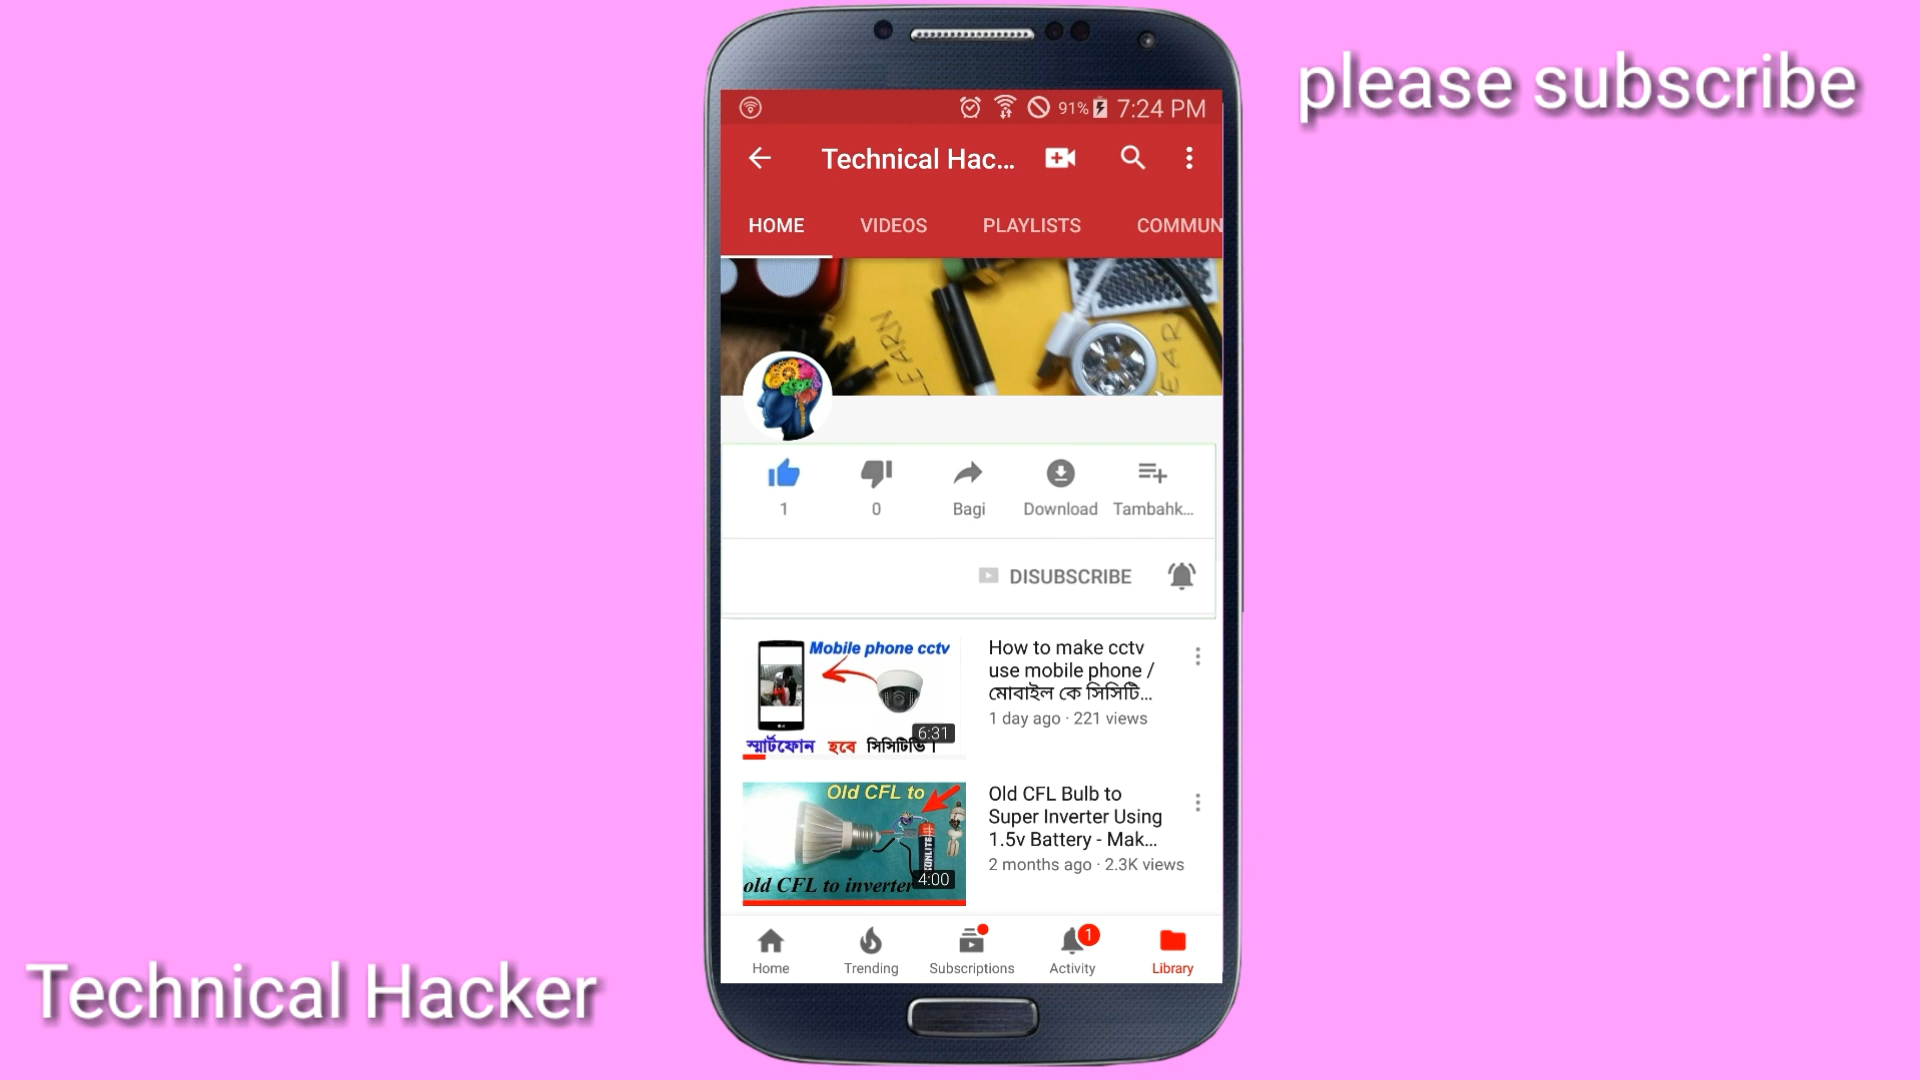 please subscribe
91% 7:24 PM
Technical Hac...
HOME VIDEOS PLAYLISTS COMMUN
LEARN
EAR
1 0 Bagi Download Tambahk...
DISUBSCRIBE
Mobile phone cctv
6:31
স্মার্টফোন হবে সিসিটিভি।
How to make cctv
use mobile phone /
মোবাইল কে সিসিটি...
1 day ago · 221 views
Old CFL to
SUNLITE
4:00
old CFL to inverter
Old CFL Bulb to
Super Inverter Using
1.5v Battery - Mak...
2 months ago · 2.3K views
1
Home Trending Subscriptions Activity Library
Technical Hacker